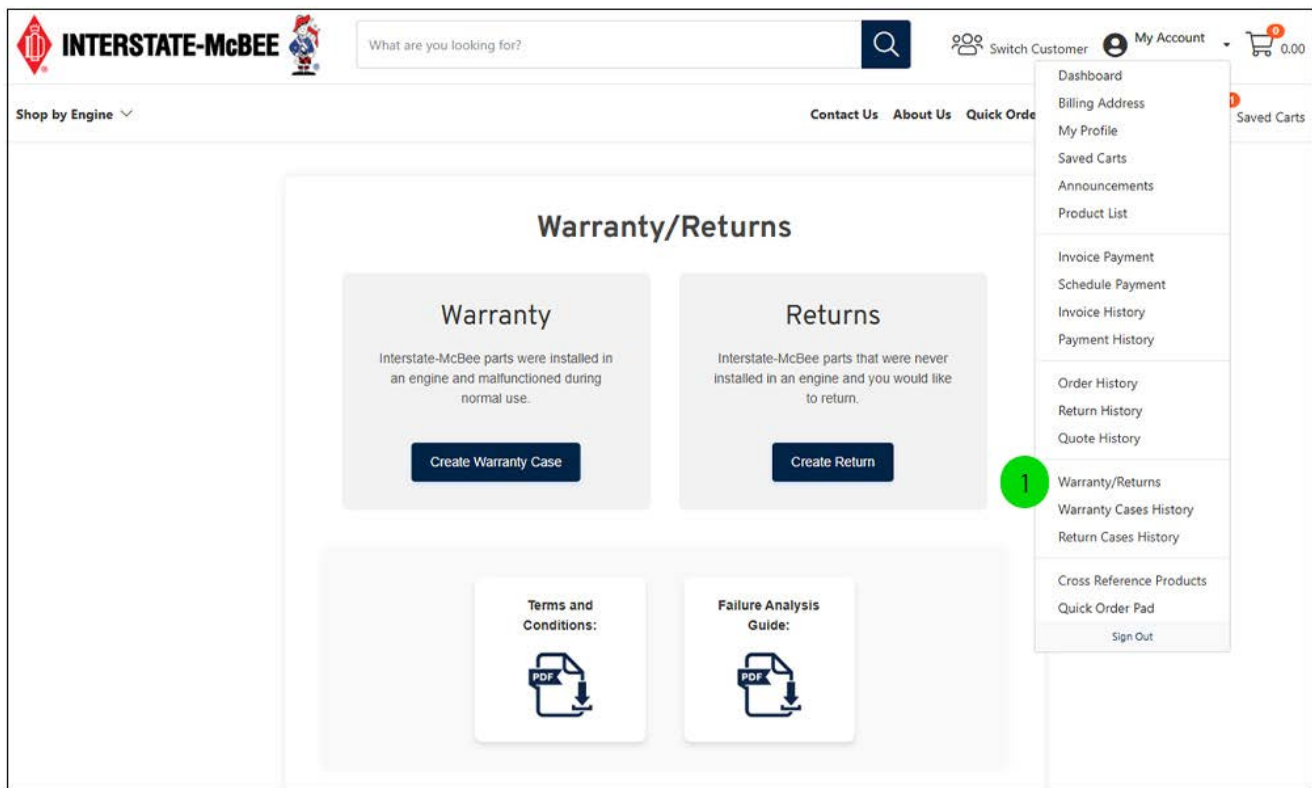 INTERSTATE-McBEE
What are you looking for?
Switch Customer
My Account
0
0.00
Shop by Engine
Contact Us About Us Quick Orde
1
Saved Carts
Dashboard
Billing Address
My Profile
Saved Carts
Announcements
Product List
Invoice Payment
Schedule Payment
Invoice History
Payment History
Order History
Return History
Quote History
1
Warranty/Returns
Warranty Cases History
Return Cases History
Cross Reference Products
Quick Order Pad
Sign Out
Warranty/Returns
Warranty
Interstate-McBee parts were installed in
an engine and malfunctioned during
normal use.
Create Warranty Case
Returns
Interstate-McBee parts that were never
installed in an engine and you would like
to return.
Create Return
Terms and
Conditions:
PDF
Failure Analysis
Guide:
PDF